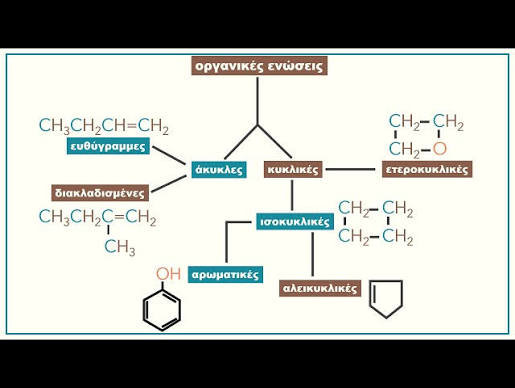 οργανικές ενώσεις
CH₃CH₂CH=CH₂
ευθύγραμμες
διακλαδισμένες
CH₃CH₂C=CH₂
CH₃
άκυκλες
κυκλικές
ετεροκυκλικές
CH₂–CH₂
CH₂–O
ισοκυκλικές
CH₂–CH₂
CH₂–CH₂
αρωματικές
OH
αλεικυκλικές